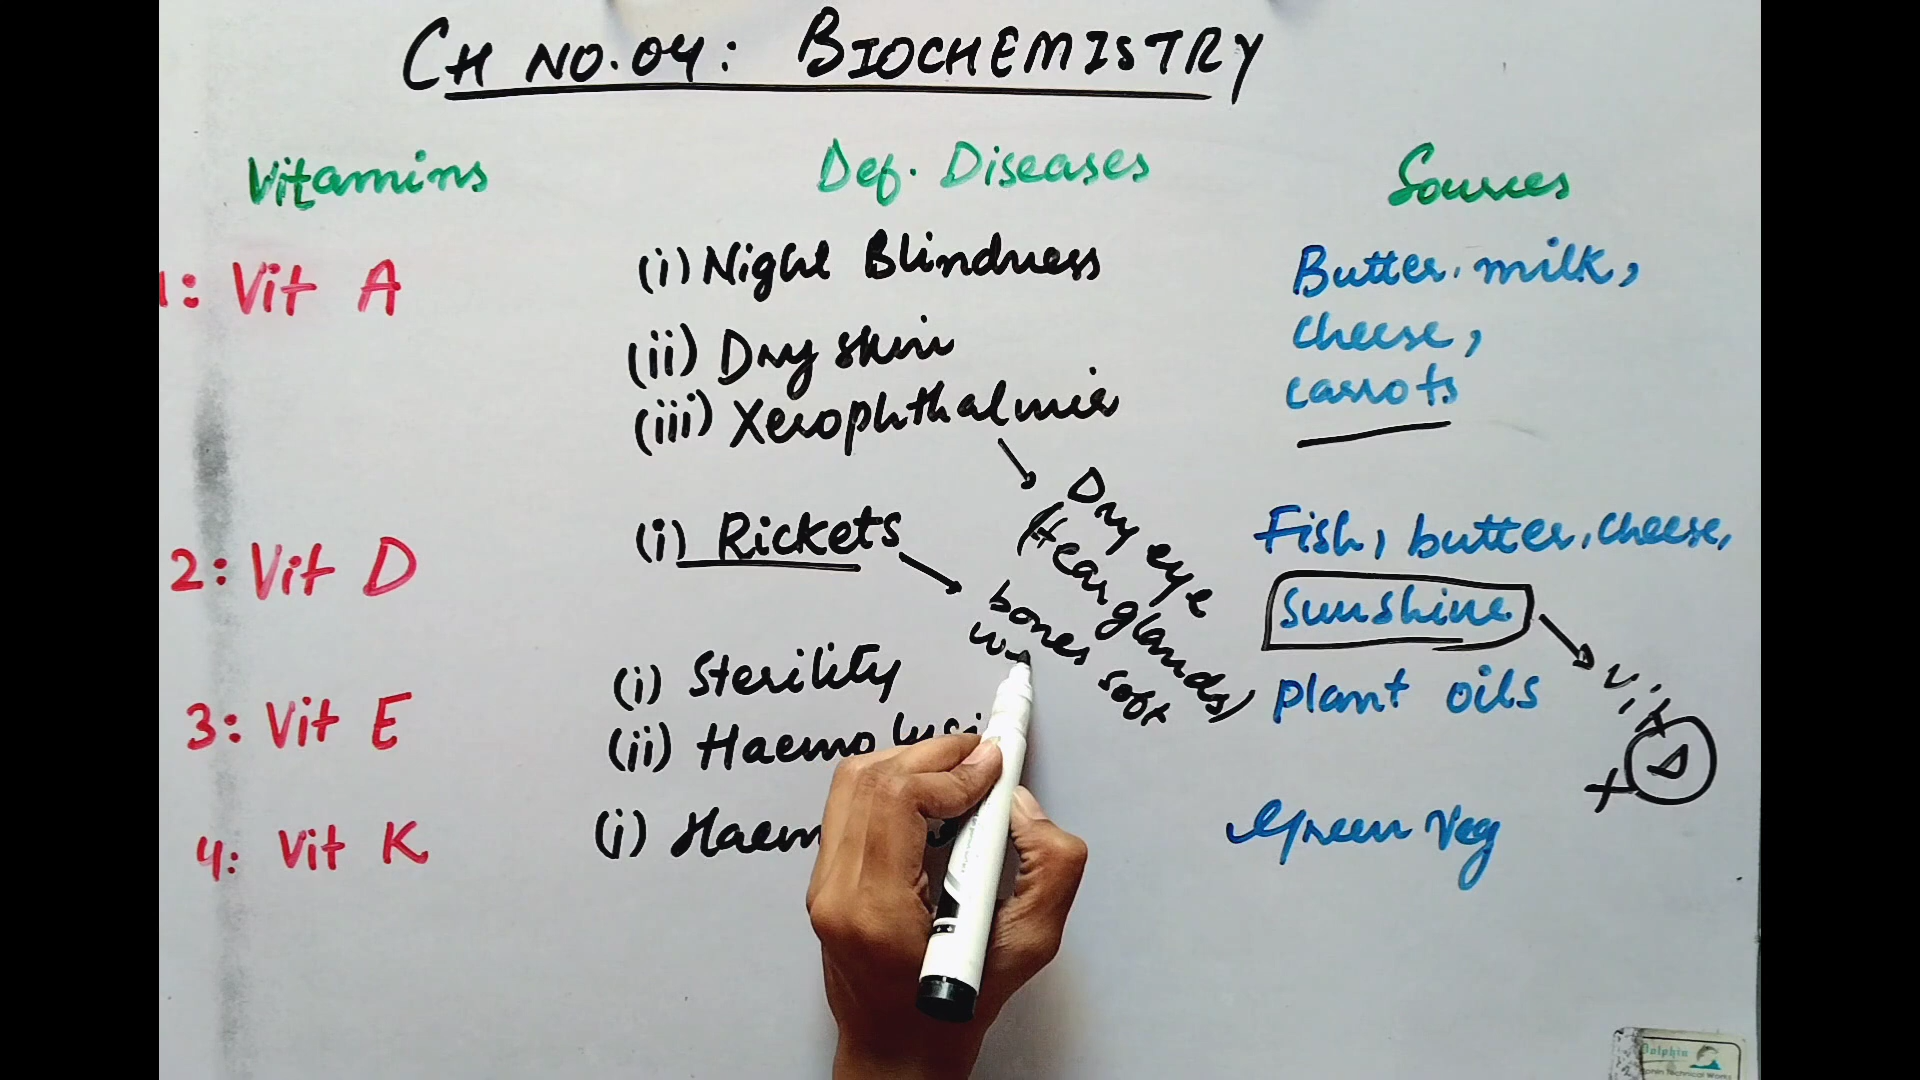 CH NO.04: BIOCHEMISTRY
Vitamins Def. Diseases Sources
1: Vit A (i) Night Blindness Butter, milk,
(ii) Dry skin cheese,
(iii) Xerophthalmia carrots
Dry eye
(tear glands)
2: Vit D (i) Rickets Fish, butter, cheese,
bones soft
sunshine
3: Vit E (i) Sterility plant oils
(ii) Haemolysi
D
4: Vit K (i) Haem Green Veg
Dolphin